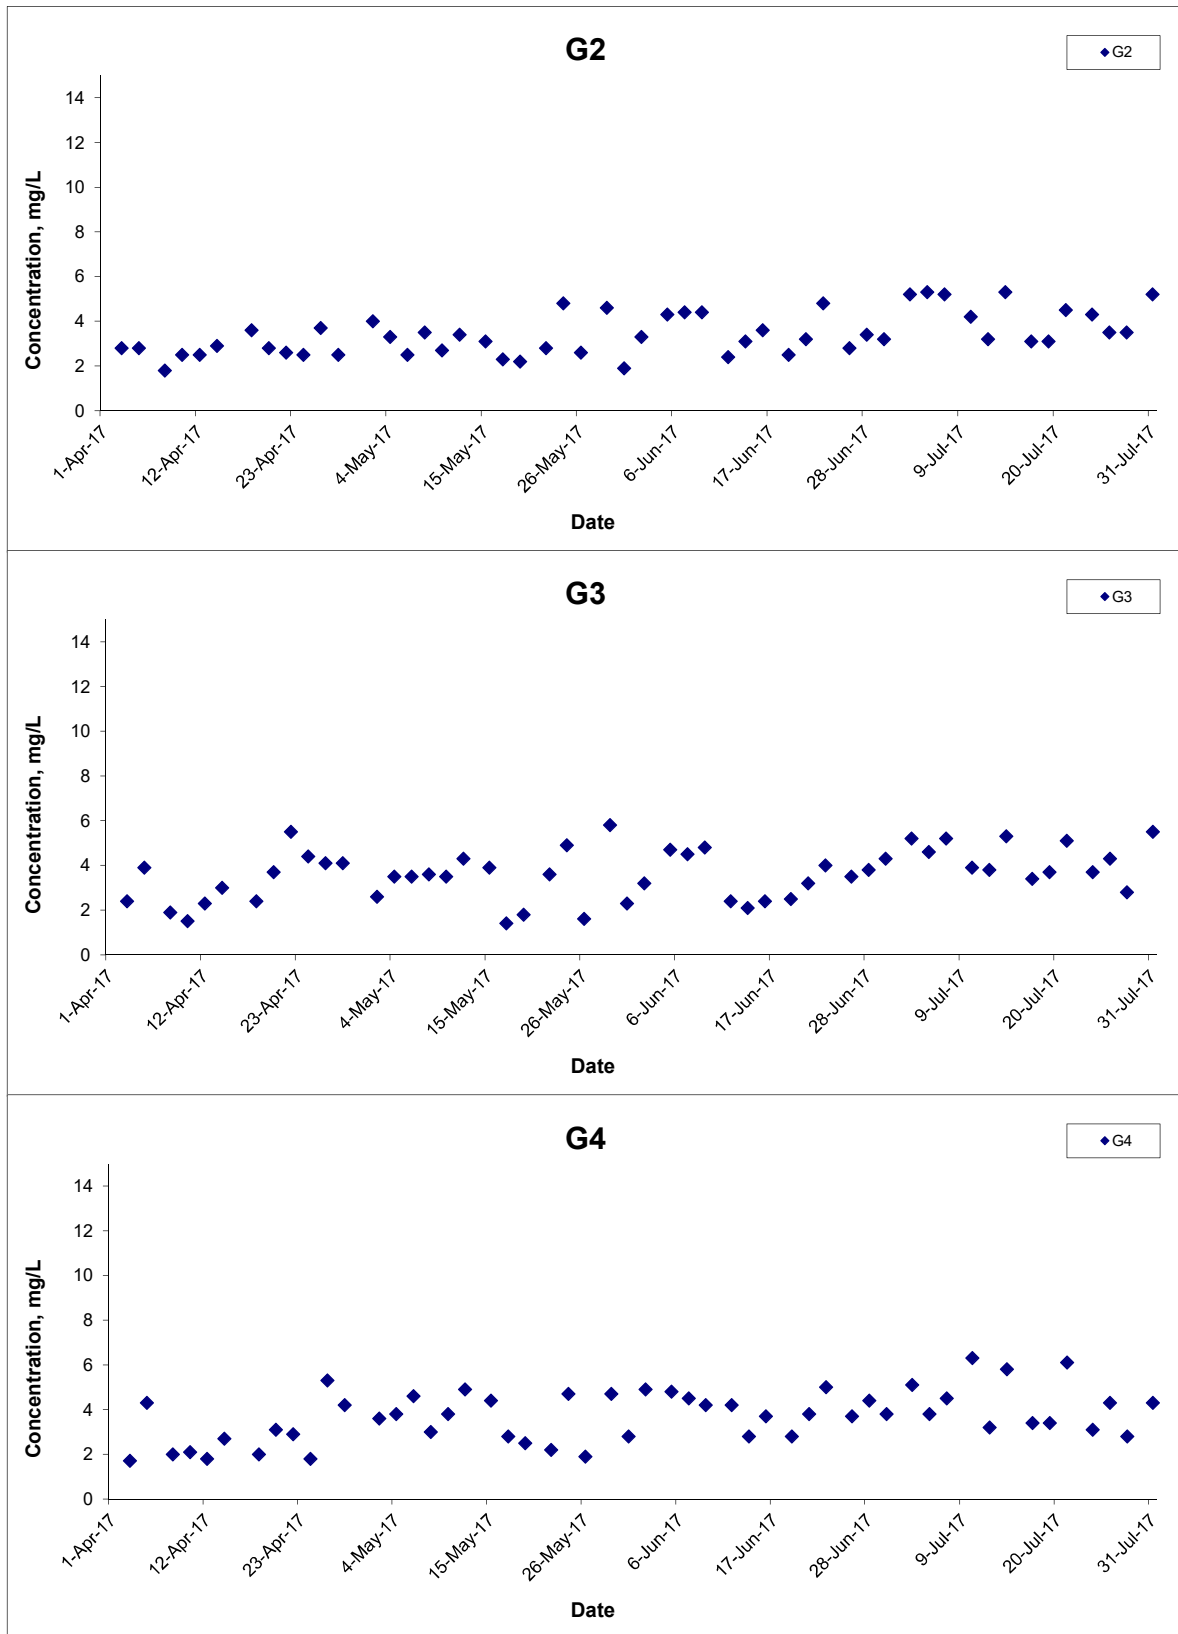 G2
G2
Concentration, mg/L
14
12
10
8
6
4
2
0
1-Apr-17
12-Apr-17
23-Apr-17
4-May-17
15-May-17
26-May-17
6-Jun-17
17-Jun-17
28-Jun-17
9-Jul-17
20-Jul-17
31-Jul-17
Date
G3
G3
Concentration, mg/L
14
12
10
8
6
4
2
0
1-Apr-17
12-Apr-17
23-Apr-17
4-May-17
15-May-17
26-May-17
6-Jun-17
17-Jun-17
28-Jun-17
9-Jul-17
20-Jul-17
31-Jul-17
Date
G4
G4
Concentration, mg/L
14
12
10
8
6
4
2
0
1-Apr-17
12-Apr-17
23-Apr-17
4-May-17
15-May-17
26-May-17
6-Jun-17
17-Jun-17
28-Jun-17
9-Jul-17
20-Jul-17
31-Jul-17
Date